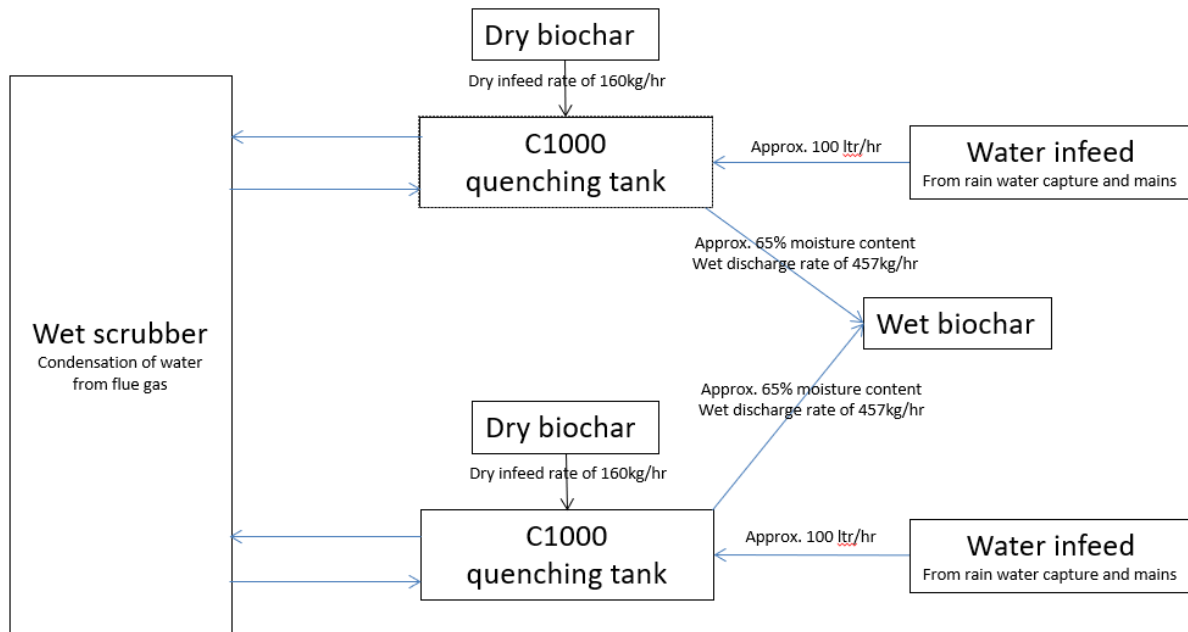 Dry biochar
Dry infeed rate of 160kg/hr
C1000
quenching tank
Approx. 100 ltr/hr
Water infeed
From rain water capture and mains
Approx. 65% moisture content
Wet discharge rate of 457kg/hr
Wet scrubber
Condensation of water
from flue gas
Wet biochar
Approx. 65% moisture content
Wet discharge rate of 457kg/hr
Dry biochar
Dry infeed rate of 160kg/hr
C1000
quenching tank
Approx. 100 ltr/hr
Water infeed
From rain water capture and mains